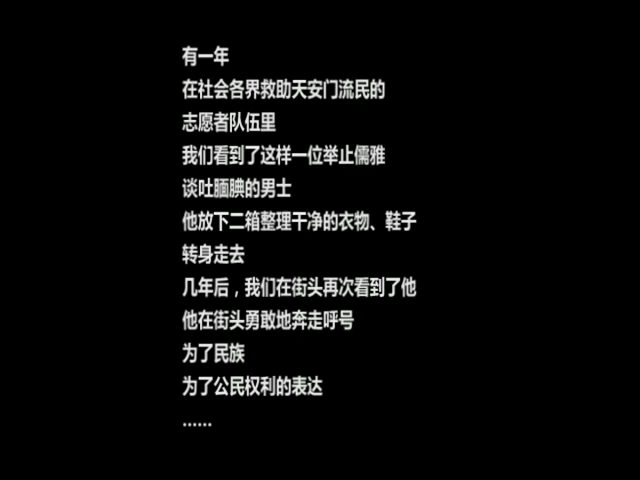 有一年
在社会各界救助天安门流民的
志愿者队伍里
我们看到了这样一位举止儒雅
谈吐腼腆的男士
他放下二箱整理干净的衣物、鞋子
转身走去
几年后，我们在街头再次看到了他
他在街头勇敢地奔走呼号
为了民族
为了公民权利的表达
......